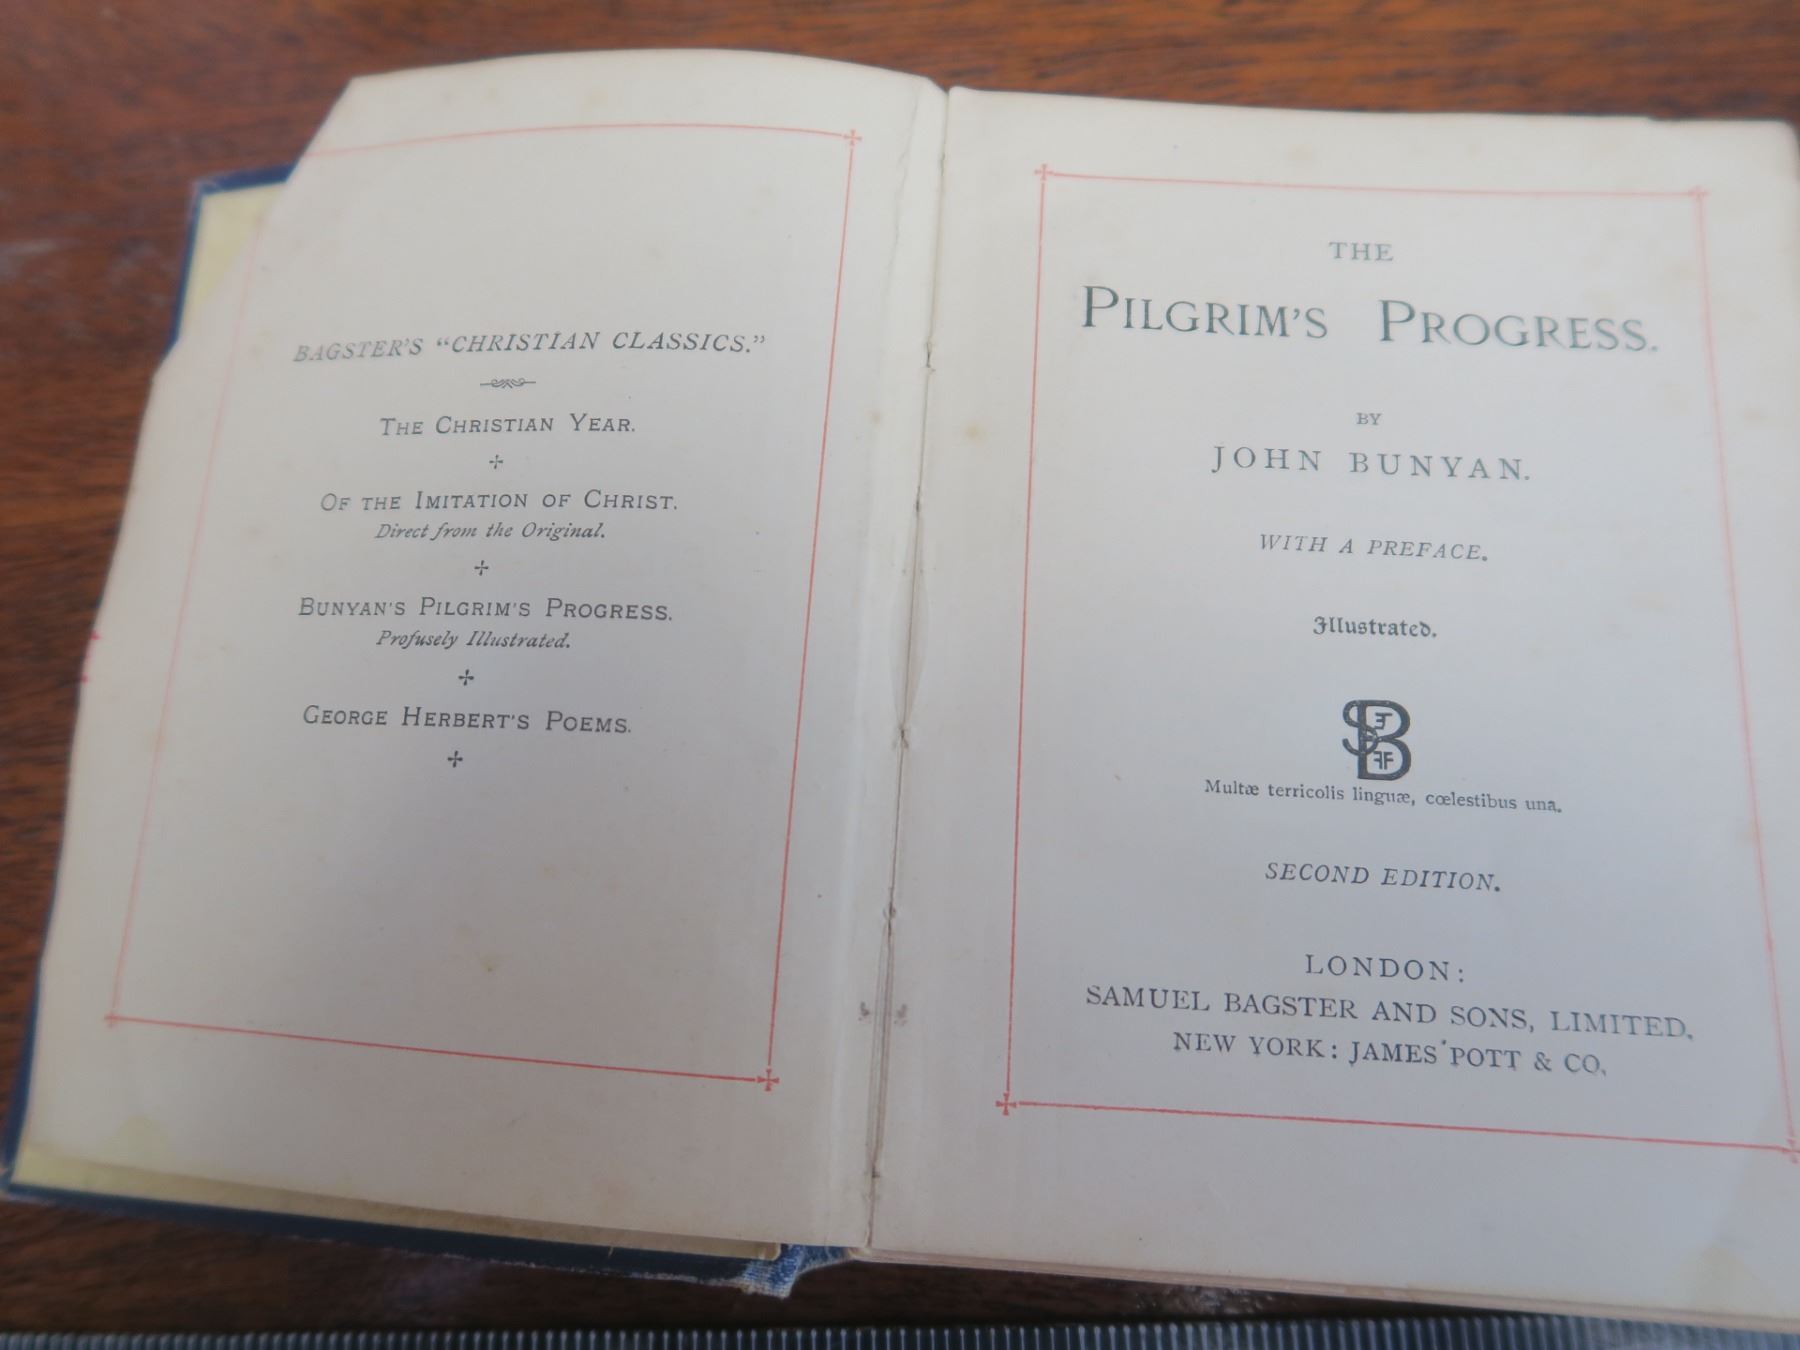 BAGSTER'S "CHRISTIAN CLASSICS."
THE CHRISTIAN YEAR.
OF THE IMITATION OF CHRIST.
Direct from the Original.
BUNYAN'S PILGRIM'S PROGRESS.
Profusely Illustrated.
GEORGE HERBERT'S POEMS.
THE
PILGRIM'S PROGRESS.
BY
JOHN BUNYAN.
WITH A PREFACE.
Illustrated.
Multæ terricolis linguæ, cœlestibus una.
SECOND EDITION.
LONDON:
SAMUEL BAGSTER AND SONS, LIMITED.
NEW YORK: JAMES POTT & CO.